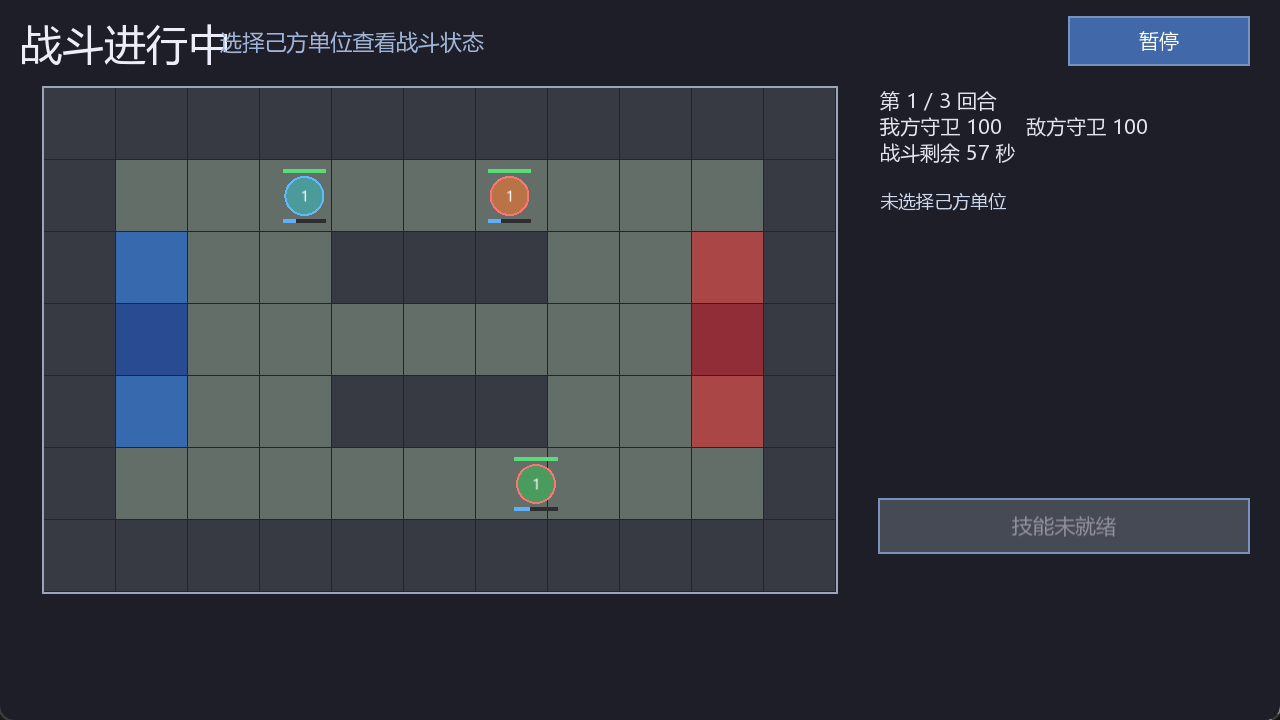 战斗进行中
选择己方单位查看战斗状态
暂停
第 1 / 3 回合
我方守卫 100 敌方守卫 100
战斗剩余 57 秒
未选择己方单位
1
1
1
技能未就绪